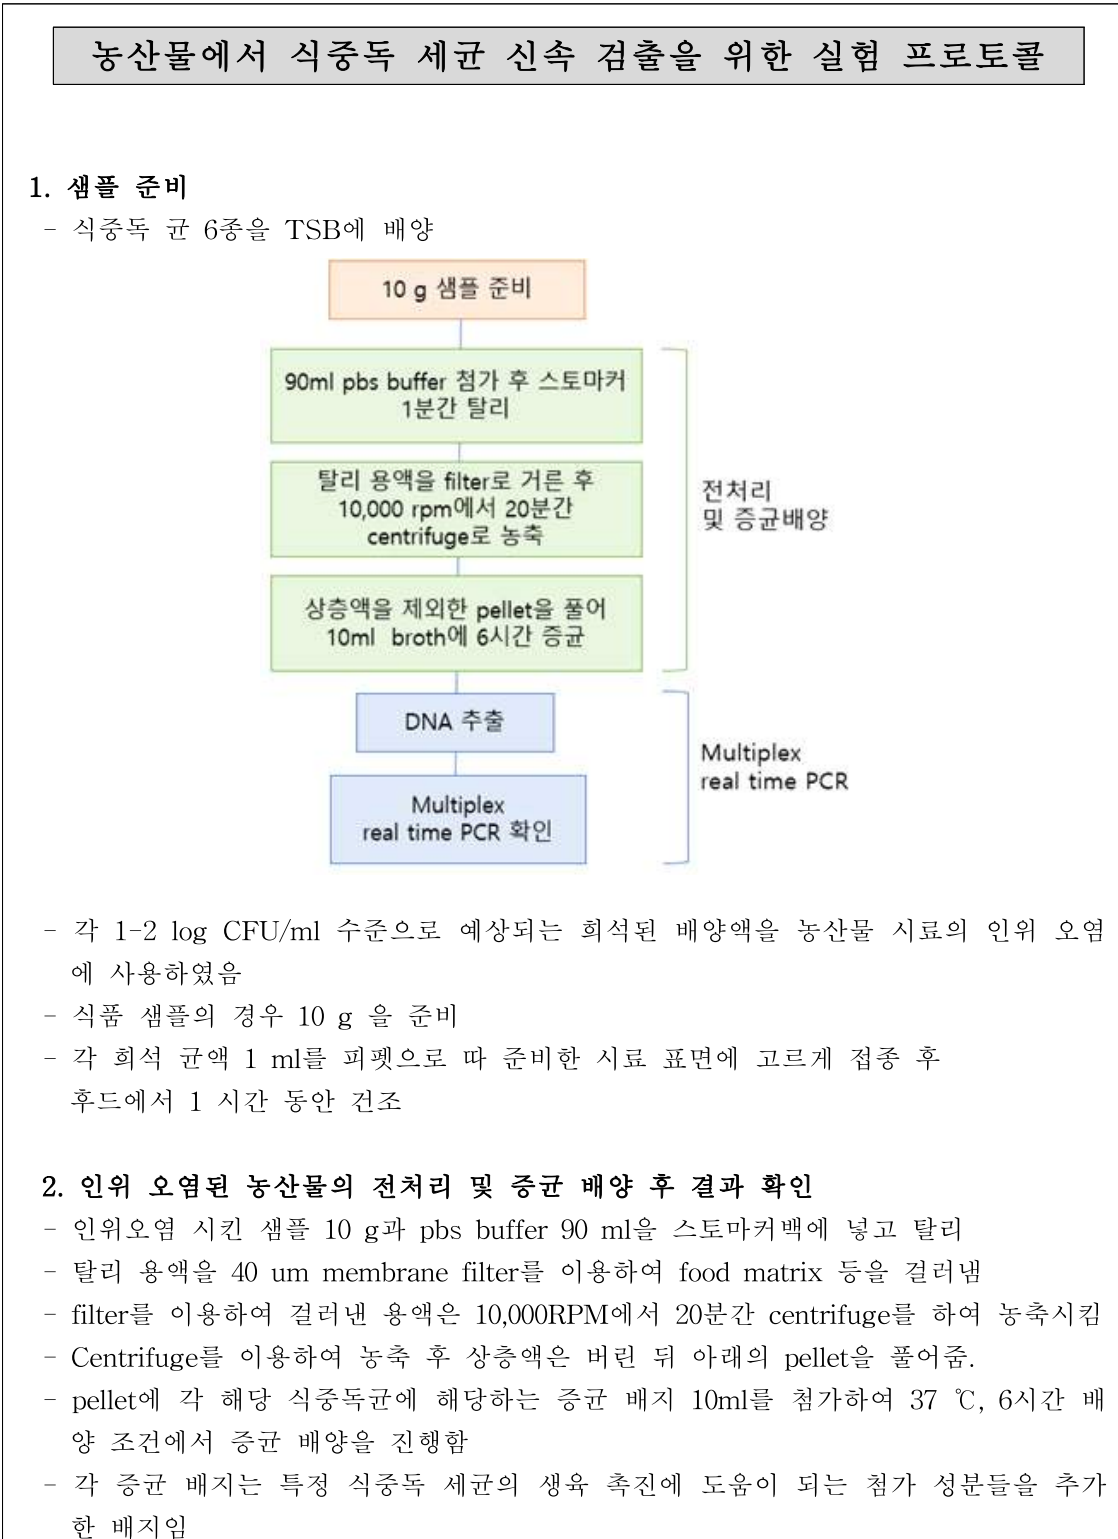 농산물에서 식중독 세균 신속 검출을 위한 실험 프로토콜
1. 샘플 준비
- 식중독 균 6종을 TSB에 배양
10 g 샘플 준비
90ml pbs buffer 첨가 후 스토마커
1분간 탈리
탈리 용액을 filter로 거른 후
10,000 rpm에서 20분간
centrifuge로 농축
상층액을 제외한 pellet을 풀어
10ml broth에 6시간 증균
전처리
및 증균배양
DNA 추출
Multiplex
real time PCR 확인
Multiplex
real time PCR
- 각 1-2 log CFU/ml 수준으로 예상되는 희석된 배양액을 농산물 시료의 인위 오염
에 사용하였음
- 식품 샘플의 경우 10 g 을 준비
- 각 희석 균액 1 ml를 피펫으로 따 준비한 시료 표면에 고르게 접종 후
후드에서 1 시간 동안 건조
2. 인위 오염된 농산물의 전처리 및 증균 배양 후 결과 확인
- 인위오염 시킨 샘플 10 g과 pbs buffer 90 ml을 스토마커백에 넣고 탈리
- 탈리 용액을 40 um membrane filter를 이용하여 food matrix 등을 걸러냄
- filter를 이용하여 걸러낸 용액은 10,000RPM에서 20분간 centrifuge를 하여 농축시킴
- Centrifuge를 이용하여 농축 후 상층액은 버린 뒤 아래의 pellet을 풀어줌.
- pellet에 각 해당 식중독균에 해당하는 증균 배지 10ml를 첨가하여 37 ℃, 6시간 배
양 조건에서 증균 배양을 진행함
- 각 증균 배지는 특정 식중독 세균의 생육 촉진에 도움이 되는 첨가 성분들을 추가
한 배지임